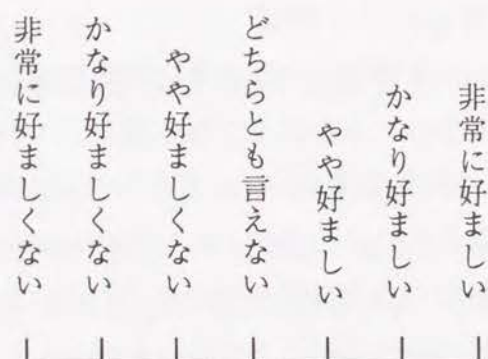 非常に好ましい
かなり好ましい
やや好ましい
どちらとも言えない
やや好ましくない
かなり好ましくない
非常に好ましくない